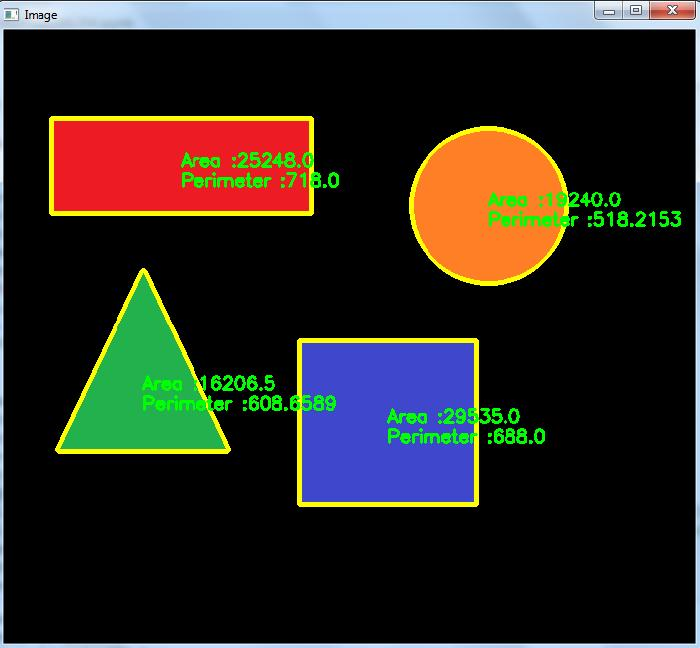 Image
Area :25248.0
Perimeter :718.0
Area :19240.0
Perimeter :518.2153
Area :16206.5
Perimeter :608.6589
Area :29535.0
Perimeter :688.0